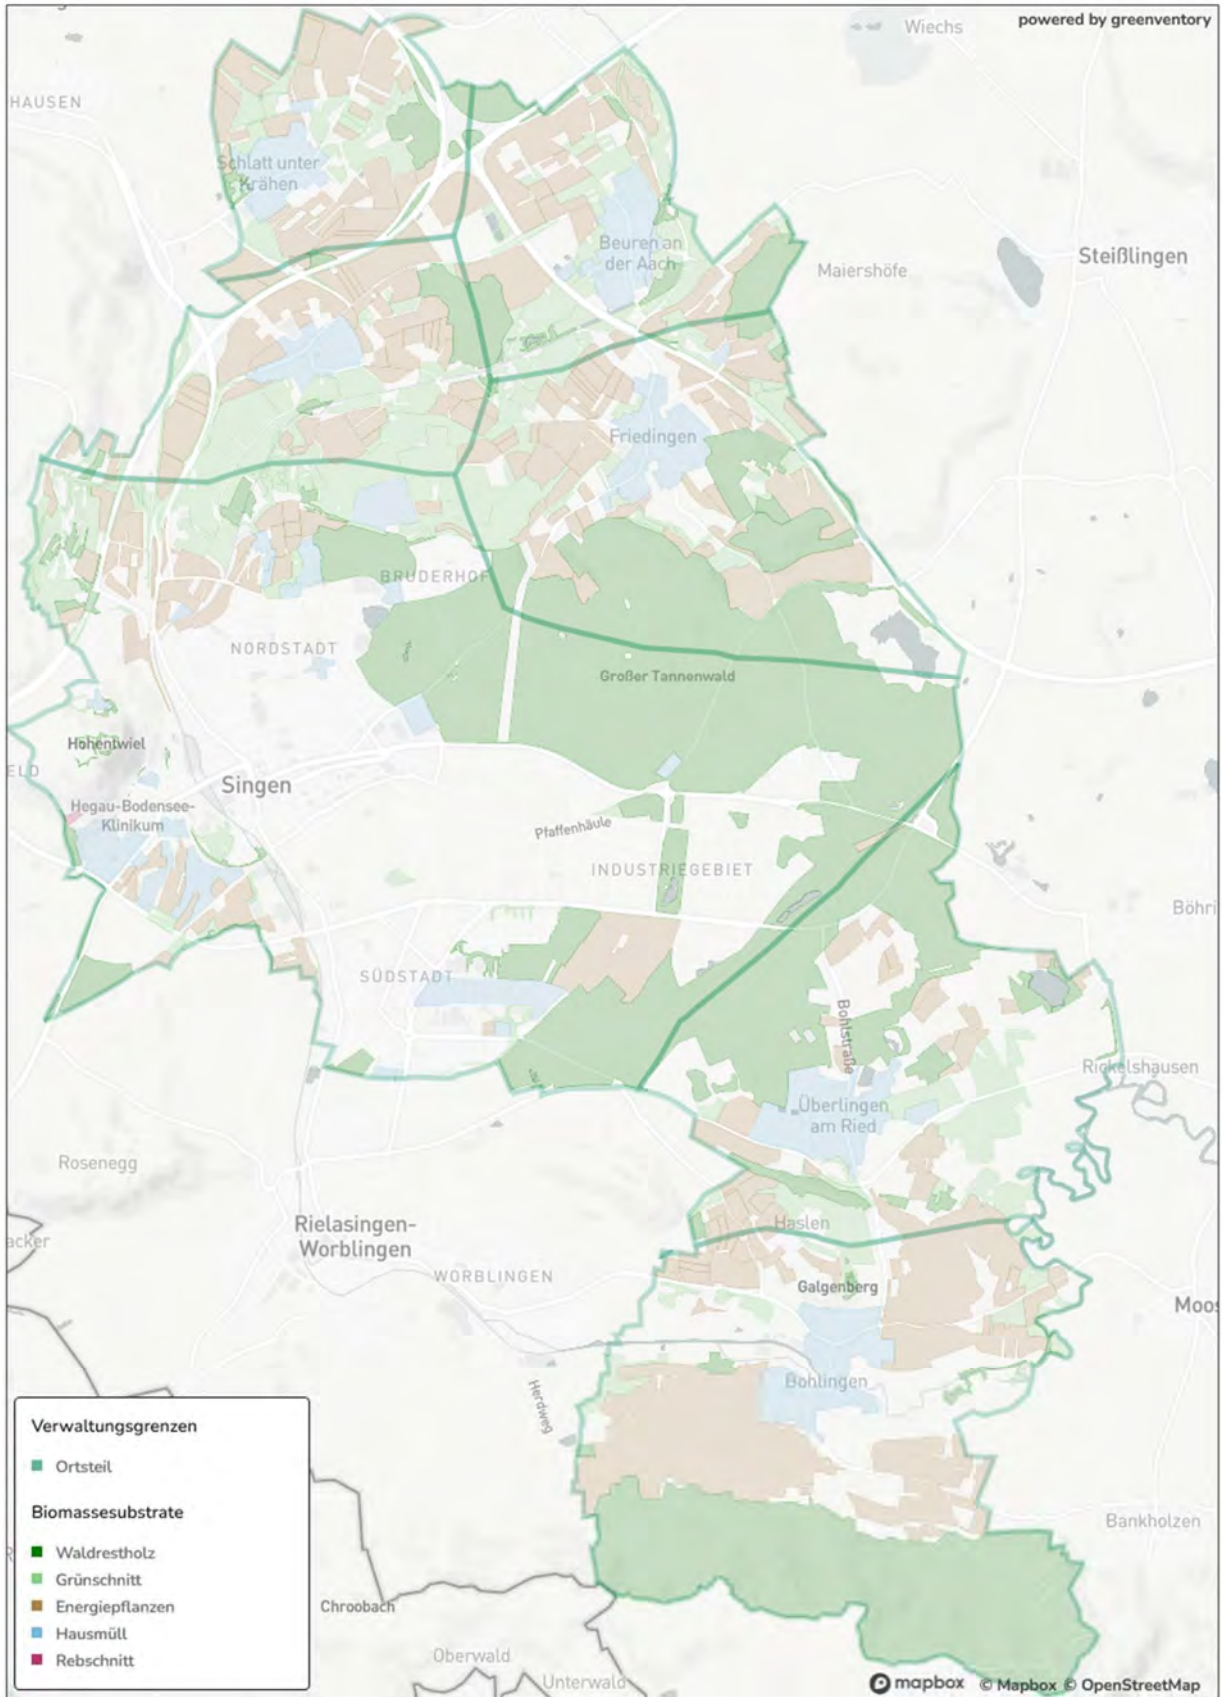 powered by greenventory
Wiechs
HAUSEN
Schlatt unter
Krähen
Beuren an
der Aach
Steißlingen
Maiershöfe
Friedingen
BRUDERHOF
NORDSTADT
Großer Tannenwald
Hohentwiel
ELD
Singen
Hegau-Bodensee-
Klinikum
Pfaffenhäule
INDUSTRIEGEBIET
Böhri
SÜDSTADT
Bohlstraße
Rickelshausen
Überlingen
am Ried
Rosenegg
Rielasingen-
Worblingen
Haslen
acker
WORBLINGEN
Galgenberg
Moos
Bohlingen
Herdweg
Verwaltungsgrenzen
Ortsteil
Biomassesubstrate
Waldrestholz
Grünschnitt
Energiepflanzen
Hausmüll
Rebschnitt
Bankholzen
Chroobach
Oberwald
Unterwald
mapbox © Mapbox © OpenStreetMap